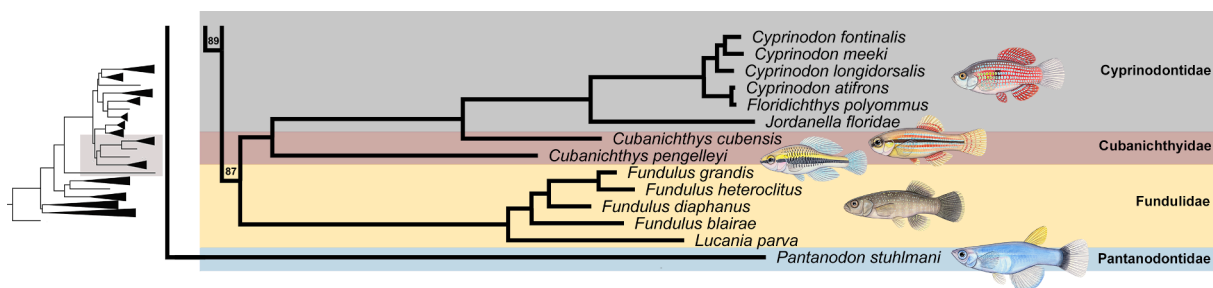 89
Cyprinodon fontinalis
Cyprinodon meeki
Cyprinodon longidorsalis
Cyprinodon atifrons
Floridichthys polyommus
Jordanella floridae
Cyprinodontidae
Cubanichthys cubensis
Cubanichthys pengelleyi
Cubanichthyidae
87
Fundulus grandis
Fundulus heteroclitus
Fundulus diaphanus
Fundulus blairae
Lucania parva
Fundulidae
Pantanodon stuhlmani
Pantanodontidae